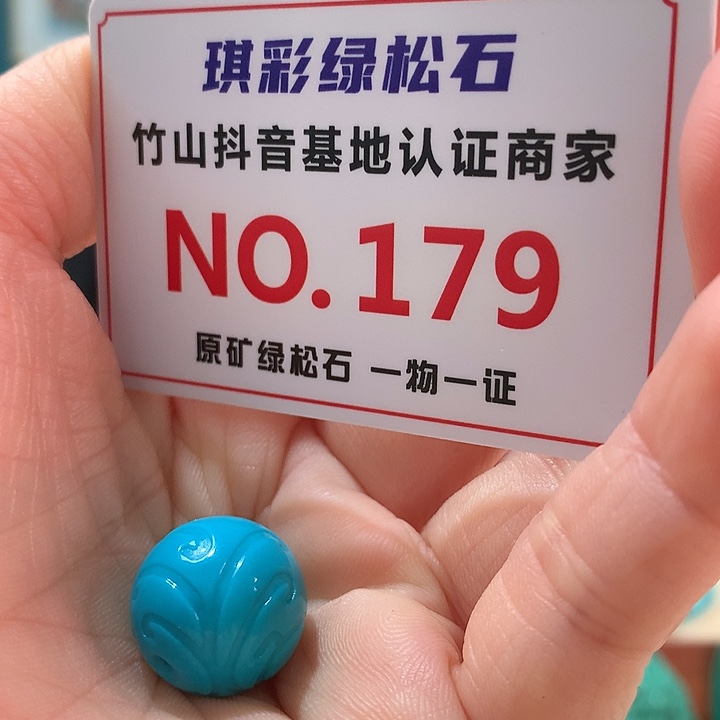 琪彩绿松石
竹山抖音基地认证商家
NO.179
原矿绿松石 一物一证